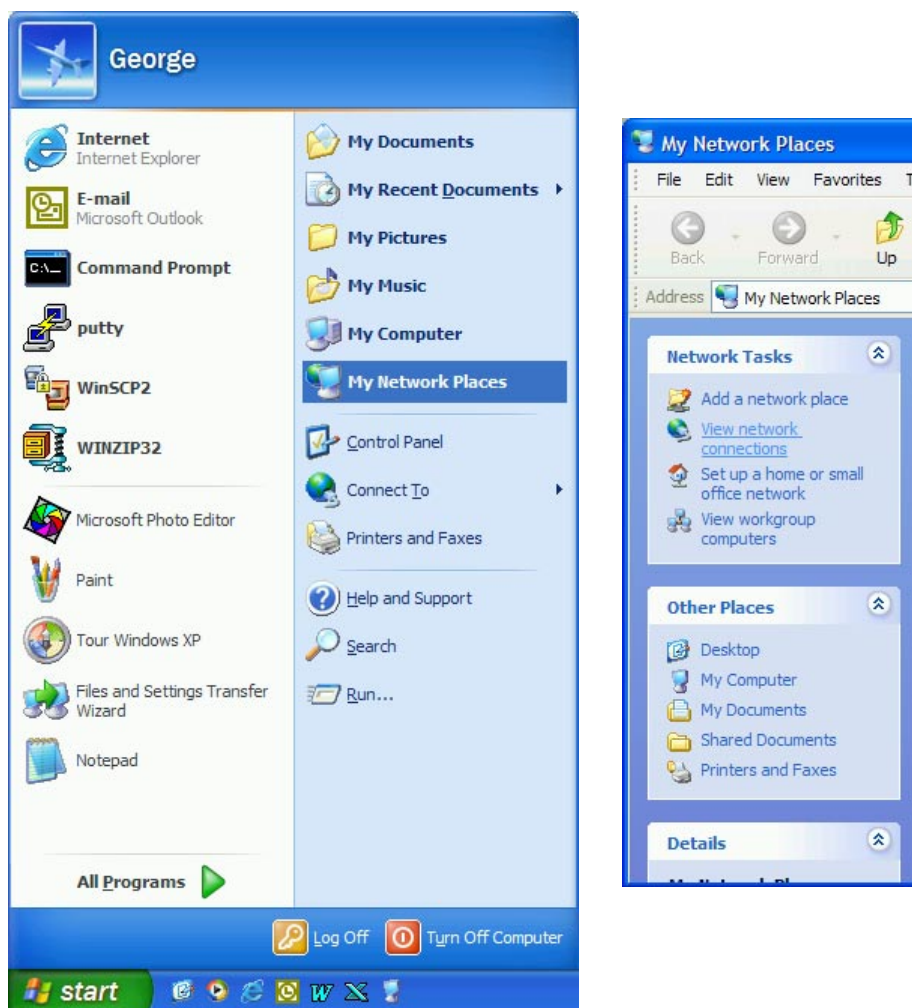 George
Internet
Internet Explorer
E-mail
Microsoft Outlook
Command Prompt
putty
WinSCP2
WINZIP32
Microsoft Photo Editor
Paint
Tour Windows XP
Files and Settings Transfer
Wizard
Notepad
All Programs
My Documents
My Recent Documents
My Pictures
My Music
My Computer
My Network Places
Control Panel
Connect To
Printers and Faxes
Help and Support
Search
Run...
Log Off Turn Off Computer
start
My Network Places
File Edit View Favorites
Back Forward Up
Address My Network Places
Network Tasks
Add a network place
View network
connections
Set up a home or small
office network
View workgroup
computers
Other Places
Desktop
My Computer
My Documents
Shared Documents
Printers and Faxes
Details